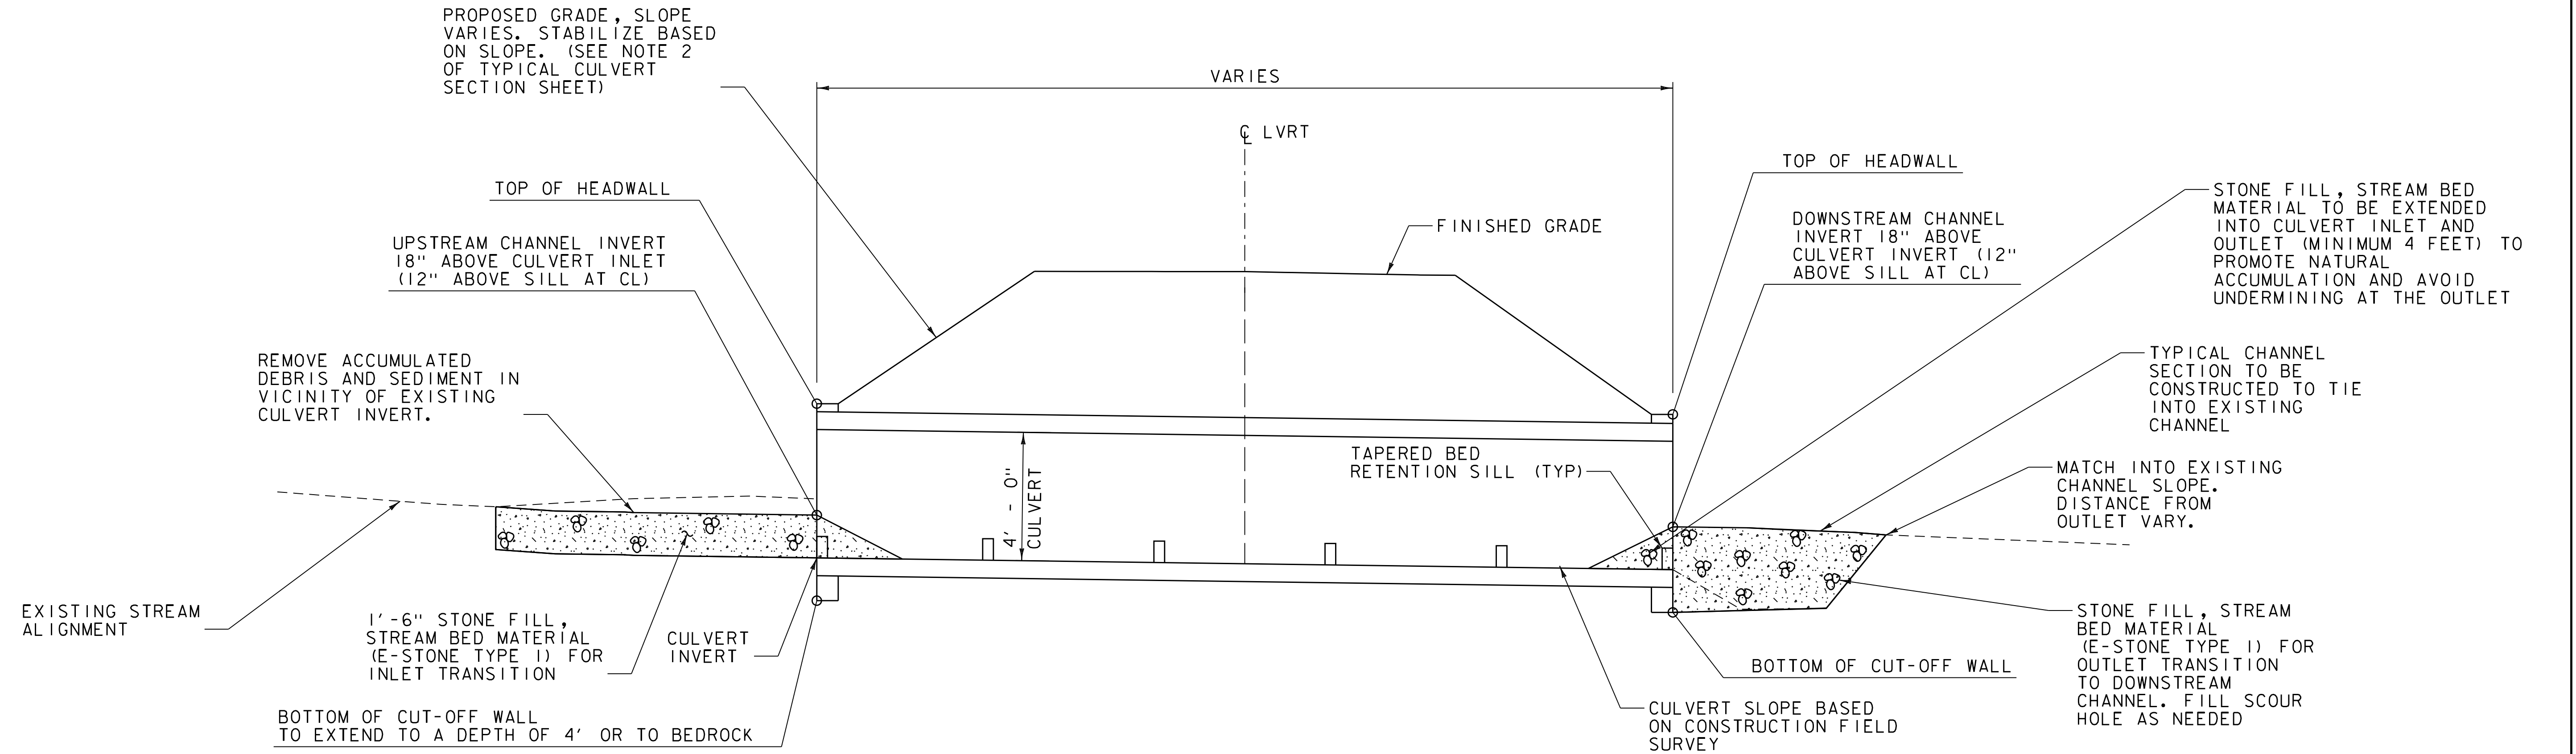 PROPOSED GRADE, SLOPE
VARIES. STABILIZE BASED
ON SLOPE. (SEE NOTE 2
OF TYPICAL CULVERT
SECTION SHEET)
VARIES
℄ LVRT
TOP OF HEADWALL
UPSTREAM CHANNEL INVERT
18" ABOVE CULVERT INLET
(12" ABOVE SILL AT CL)
REMOVE ACCUMULATED
DEBRIS AND SEDIMENT IN
VICINITY OF EXISTING
CULVERT INVERT.
EXISTING STREAM
ALIGNMENT
1'-6" STONE FILL,
STREAM BED MATERIAL
(E-STONE TYPE I) FOR
INLET TRANSITION
CULVERT
INVERT
BOTTOM OF CUT-OFF WALL
TO EXTEND TO A DEPTH OF 4' OR TO BEDROCK
4' - 0"
CULVERT
FINISHED GRADE
TAPERED BED
RETENTION SILL (TYP)
TOP OF HEADWALL
DOWNSTREAM CHANNEL
INVERT 18" ABOVE
CULVERT INVERT (12"
ABOVE SILL AT CL)
STONE FILL, STREAM BED
MATERIAL TO BE EXTENDED
INTO CULVERT INLET AND
OUTLET (MINIMUM 4 FEET) TO
PROMOTE NATURAL
ACCUMULATION AND AVOID
UNDERMINING AT THE OUTLET
TYPICAL CHANNEL
SECTION TO BE
CONSTRUCTED TO TIE
INTO EXISTING
CHANNEL
MATCH INTO EXISTING
CHANNEL SLOPE.
DISTANCE FROM
OUTLET VARY.
STONE FILL, STREAM
BED MATERIAL
(E-STONE TYPE I) FOR
OUTLET TRANSITION
TO DOWNSTREAM
CHANNEL. FILL SCOUR
HOLE AS NEEDED
BOTTOM OF CUT-OFF WALL
CULVERT SLOPE BASED
ON CONSTRUCTION FIELD
SURVEY